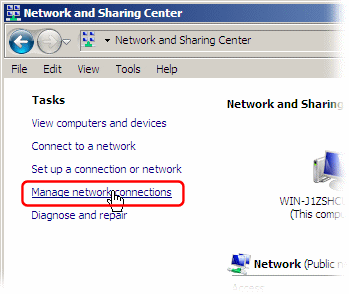 Network and Sharing Center
Network and Sharing Center
File Edit View Tools Help
Tasks
View computers and devices
Connect to a network
Set up a connection or network
Manage network connections
Diagnose and repair
Network and Sharing
(This compu
Network (Public n
Access